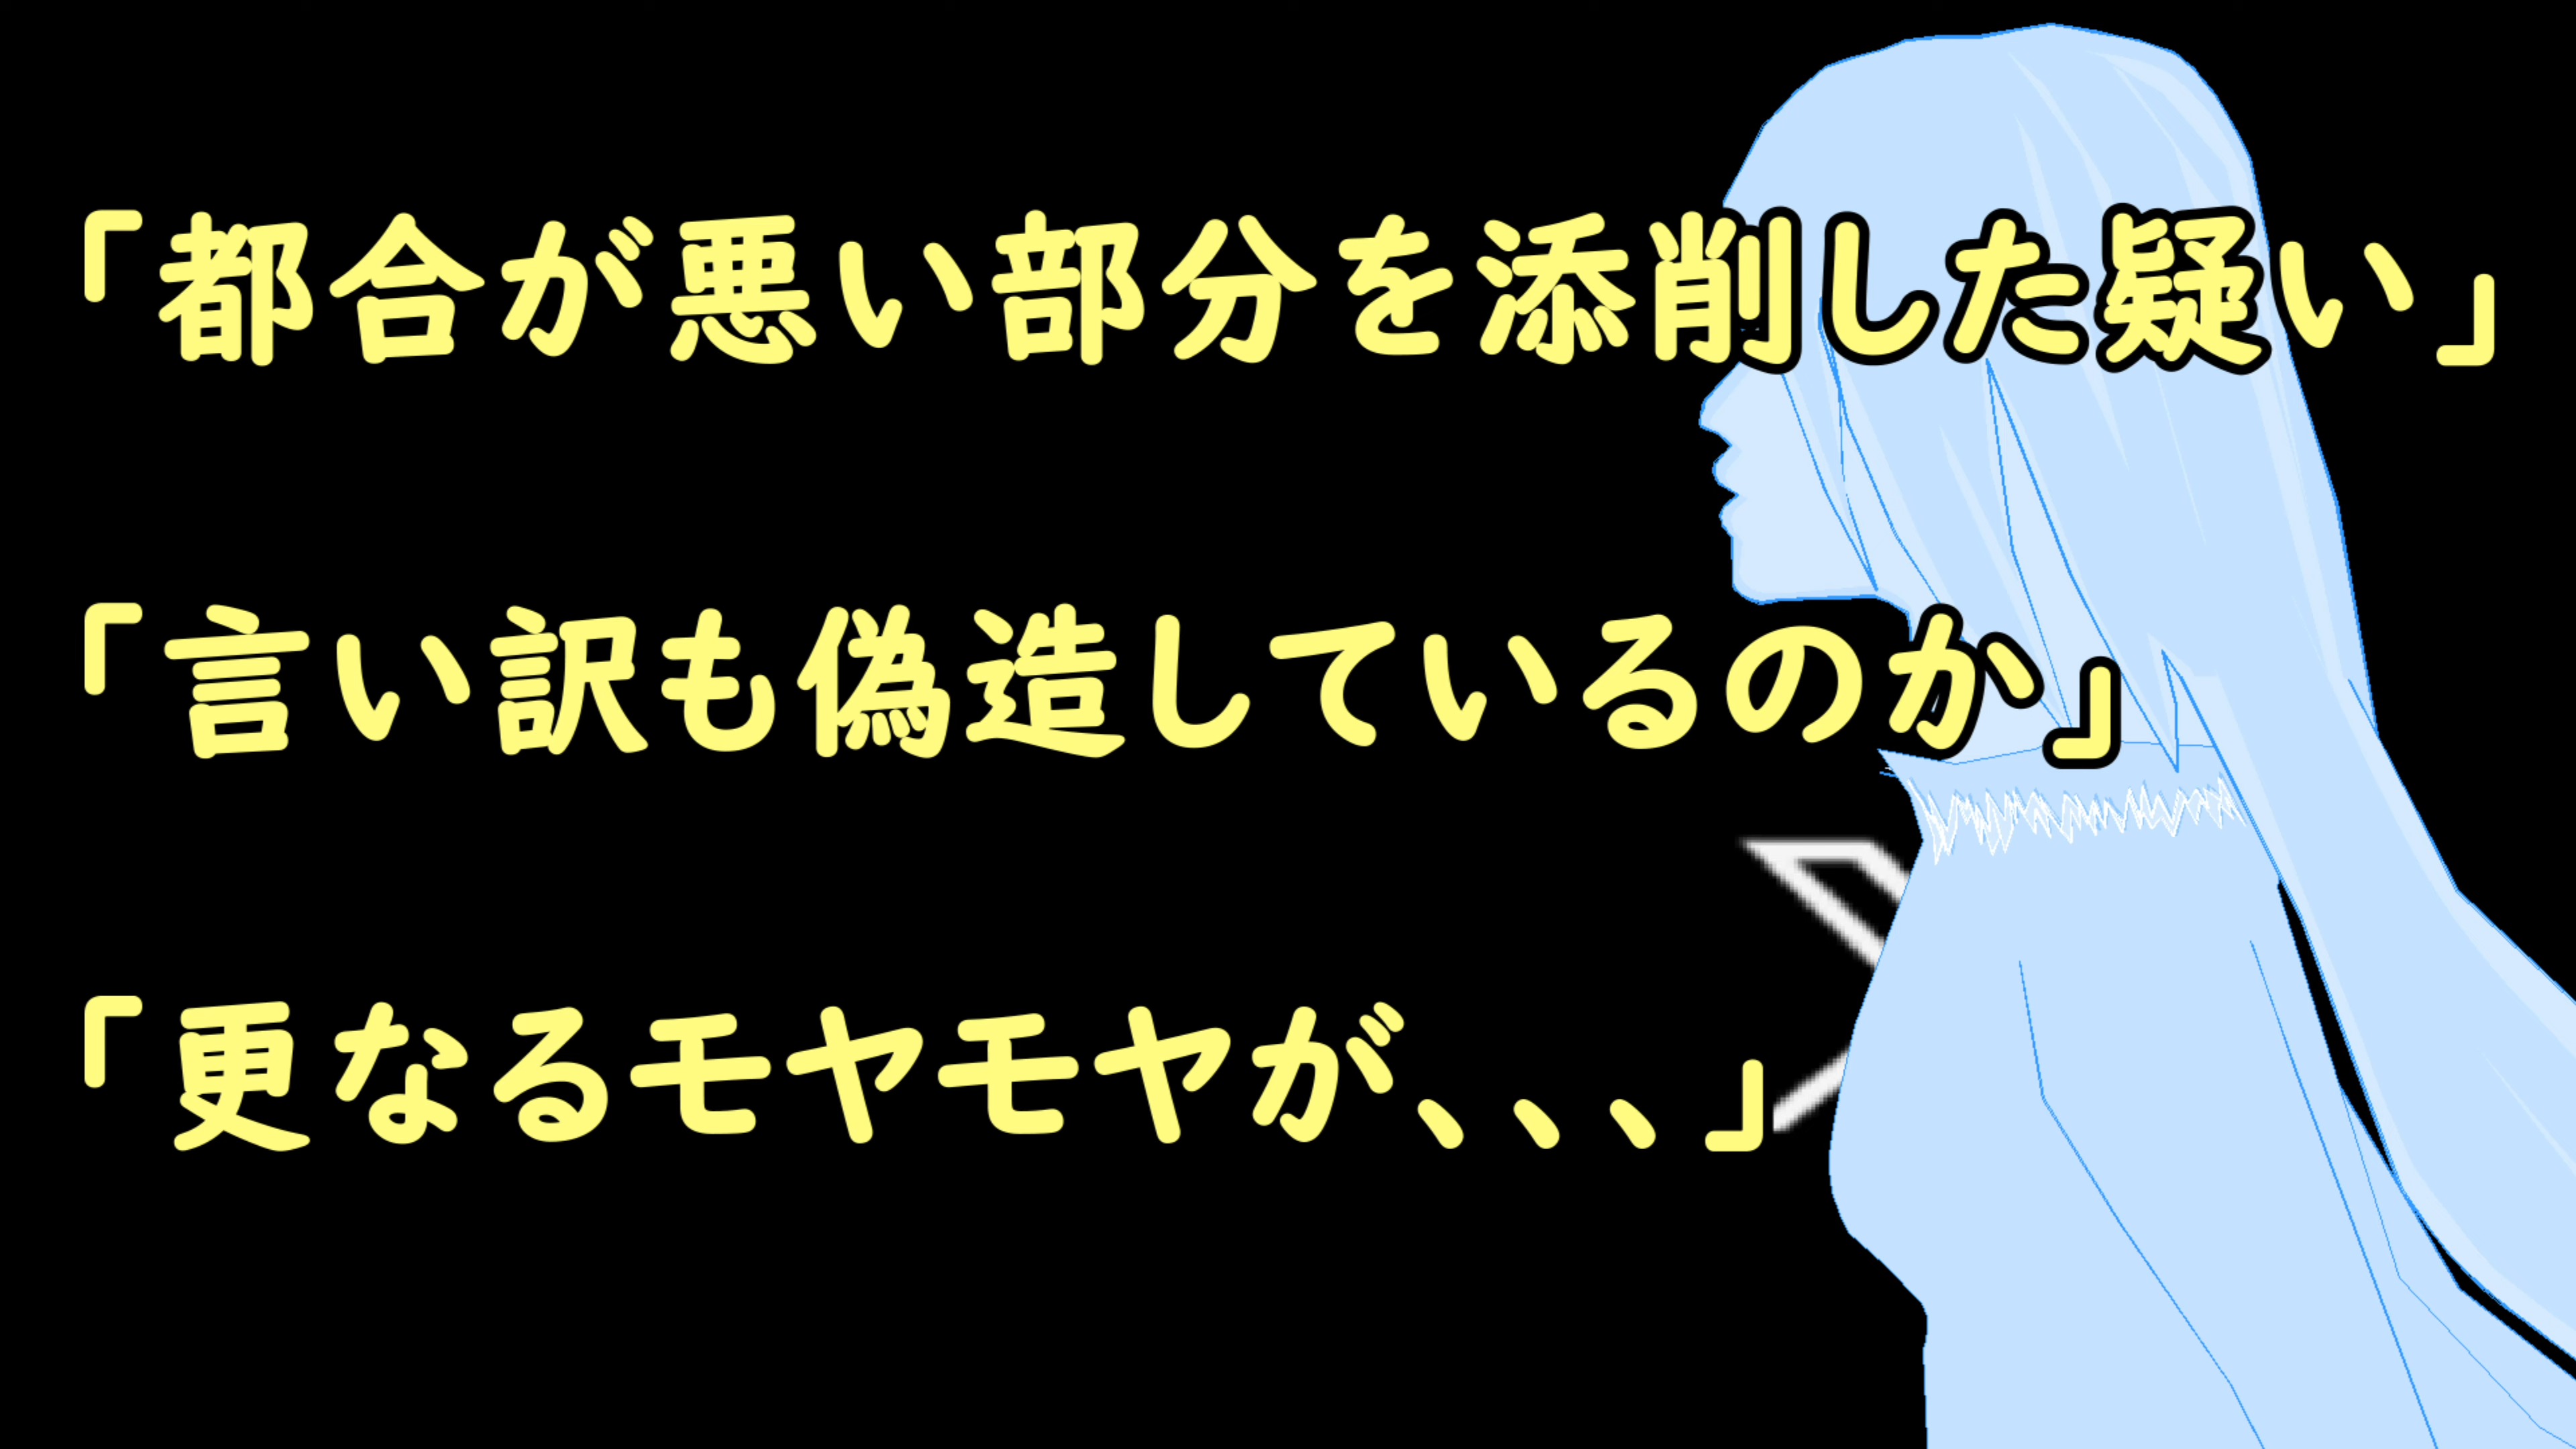 「都合が悪い部分を添削した疑い」
「言い訳も偽造しているのか」
「更なるモヤモヤが、、、」